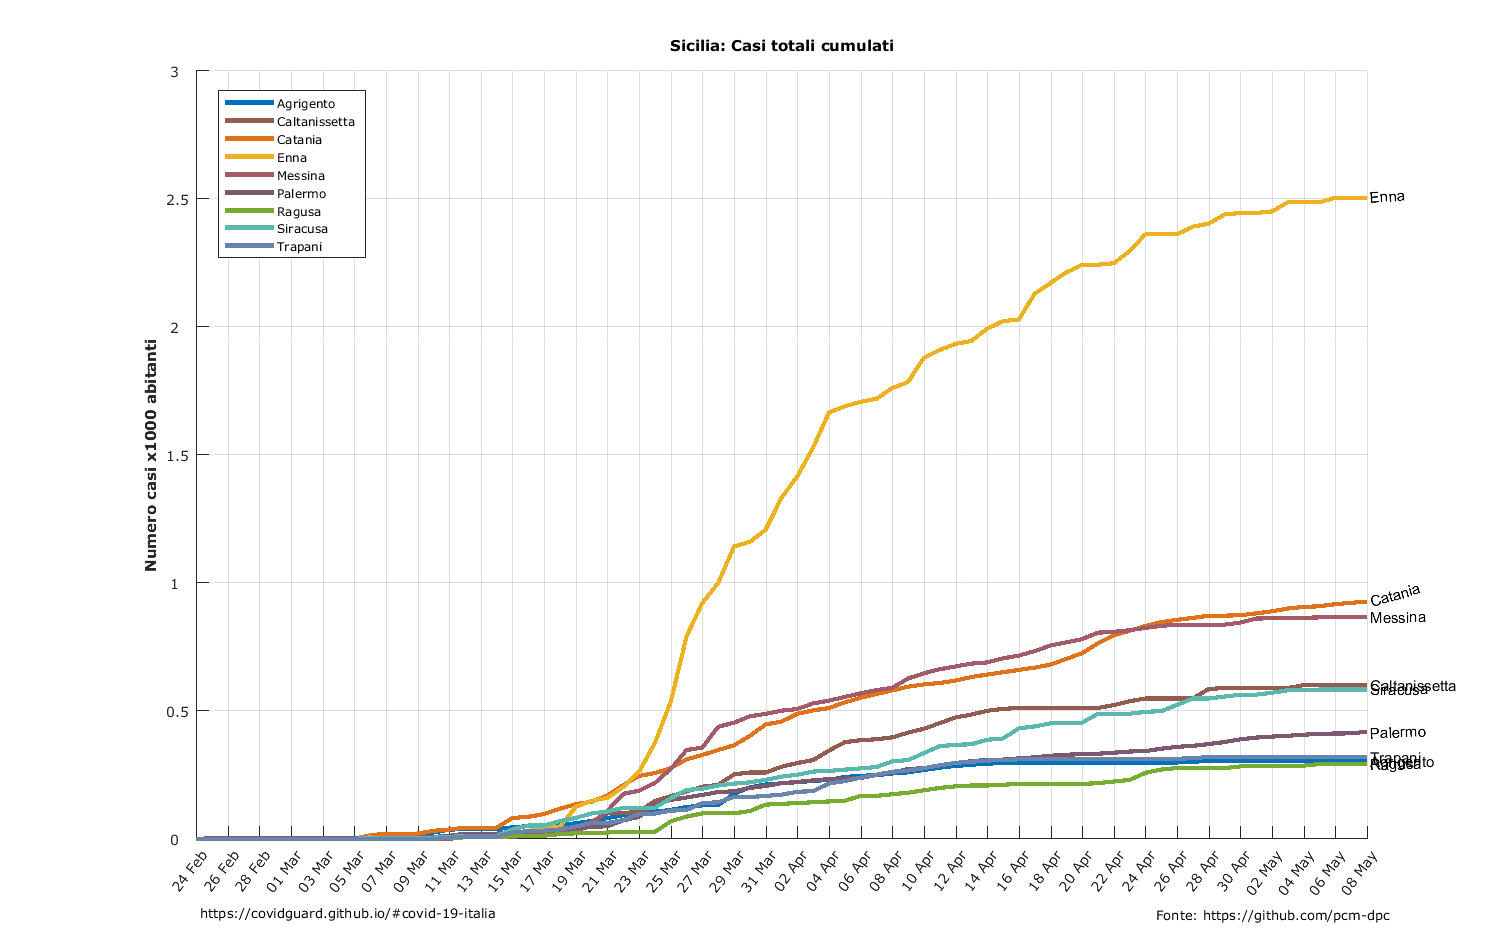 Sicilia: Casi totali cumulati
Numero casi x1000 abitanti
3
2.5
2
1.5
1
0.5
0
Agrigento
Caltanissetta
Catania
Enna
Messina
Palermo
Ragusa
Siracusa
Trapani
Enna
Catania
Messina
Caltanissetta
Siracusa
Palermo
Trapani
Ragusa
24 Feb
26 Feb
28 Feb
01 Mar
03 Mar
05 Mar
07 Mar
09 Mar
11 Mar
13 Mar
15 Mar
17 Mar
19 Mar
21 Mar
23 Mar
25 Mar
27 Mar
29 Mar
31 Mar
02 Apr
04 Apr
06 Apr
08 Apr
10 Apr
12 Apr
14 Apr
16 Apr
18 Apr
20 Apr
22 Apr
24 Apr
26 Apr
28 Apr
30 Apr
02 May
04 May
06 May
08 May
https://covidguard.github.io/#covid-19-italia
Fonte: https://github.com/pcm-dpc